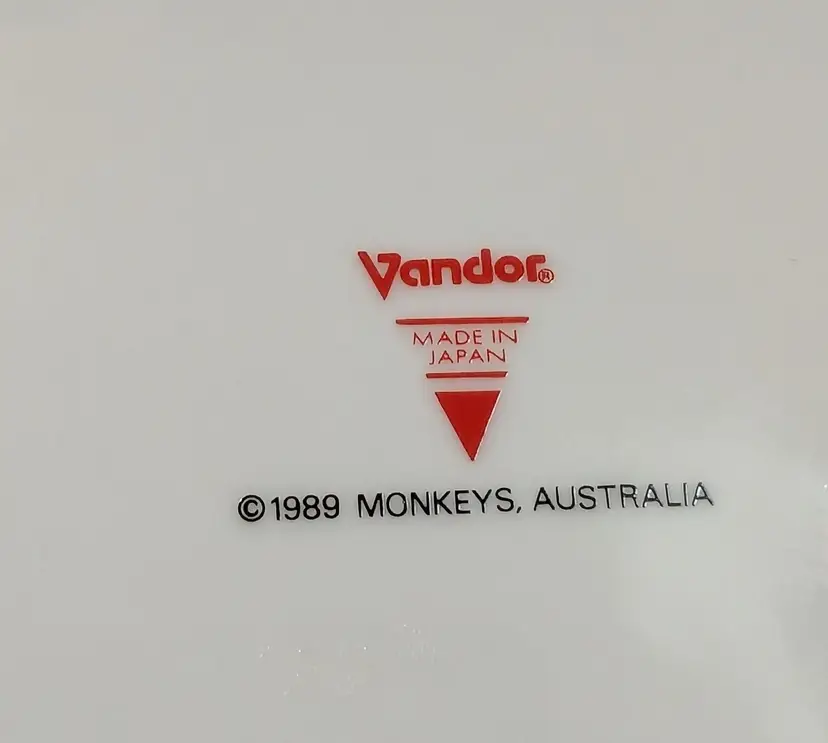 Vandor®
MADE IN
JAPAN
©1989 MONKEYS, AUSTRALIA